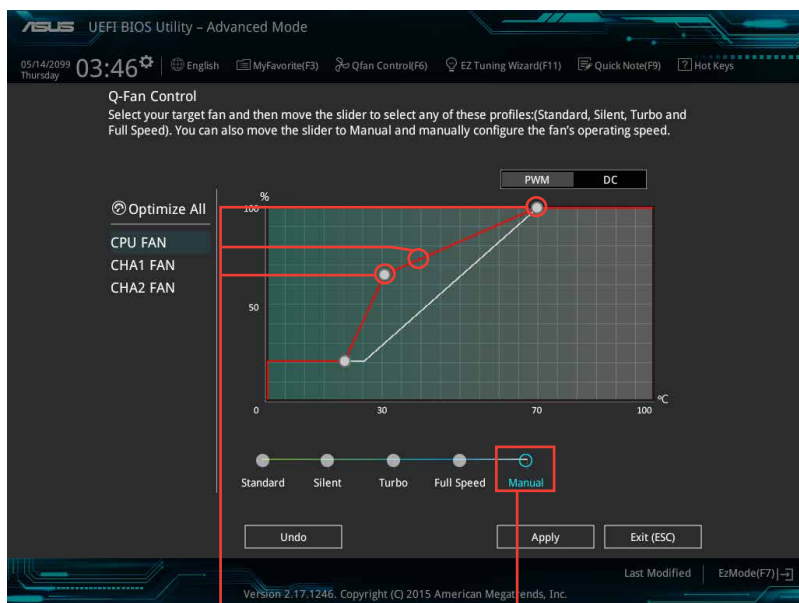 ASUS UEFI BIOS Utility – Advanced Mode
05/14/2099
Thursday
03:46
English
MyFavorite(F3)
Qfan Control(F6)
EZ Tuning Wizard(F11)
Quick Note(F9)
? Hot Keys
Q-Fan Control
Select your target fan and then move the slider to select any of these profiles:(Standard, Silent, Turbo and
Full Speed). You can also move the slider to Manual and manually configure the fan's operating speed.
PWM
DC
Optimize All
CPU FAN
CHA1 FAN
CHA2 FAN
%
100
50
0
30
70
100
ºC
Standard
Silent
Turbo
Full Speed
Manual
Undo
Apply
Exit (ESC)
Last Modified
EzMode(F7)
Version 2.17.1246. Copyright (C) 2015 American Megatrends, Inc.